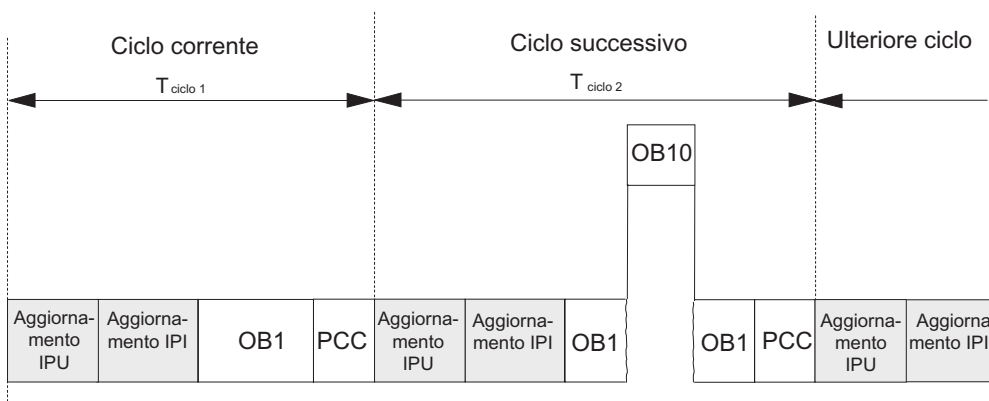 Ciclo corrente
Ciclo successivo
Ulteriore ciclo
T ciclo 1
T ciclo 2
OB10
Aggiorna-
mento
IPU
Aggiorna-
mento IPI
OB1
PCC
Aggiorna-
mento
IPU
Aggiorna-
mento IPI
OB1
OB1
PCC
Aggiorna-
mento
IPU
Aggiorna
mento IPI